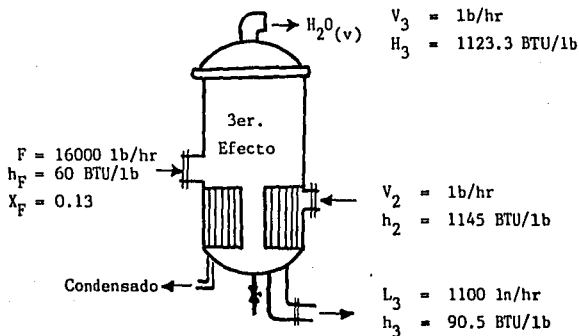 H2O(v)
V3 = lb/hr
H3 = 1123.3 BTU/lb
3er.
Efecto
F = 16000 lb/hr
hF = 60 BTU/lb
XF = 0.13
V2 = lb/hr
h2 = 1145 BTU/lb
Condensado
L3 = 1100 ln/hr
h3 = 90.5 BTU/lb